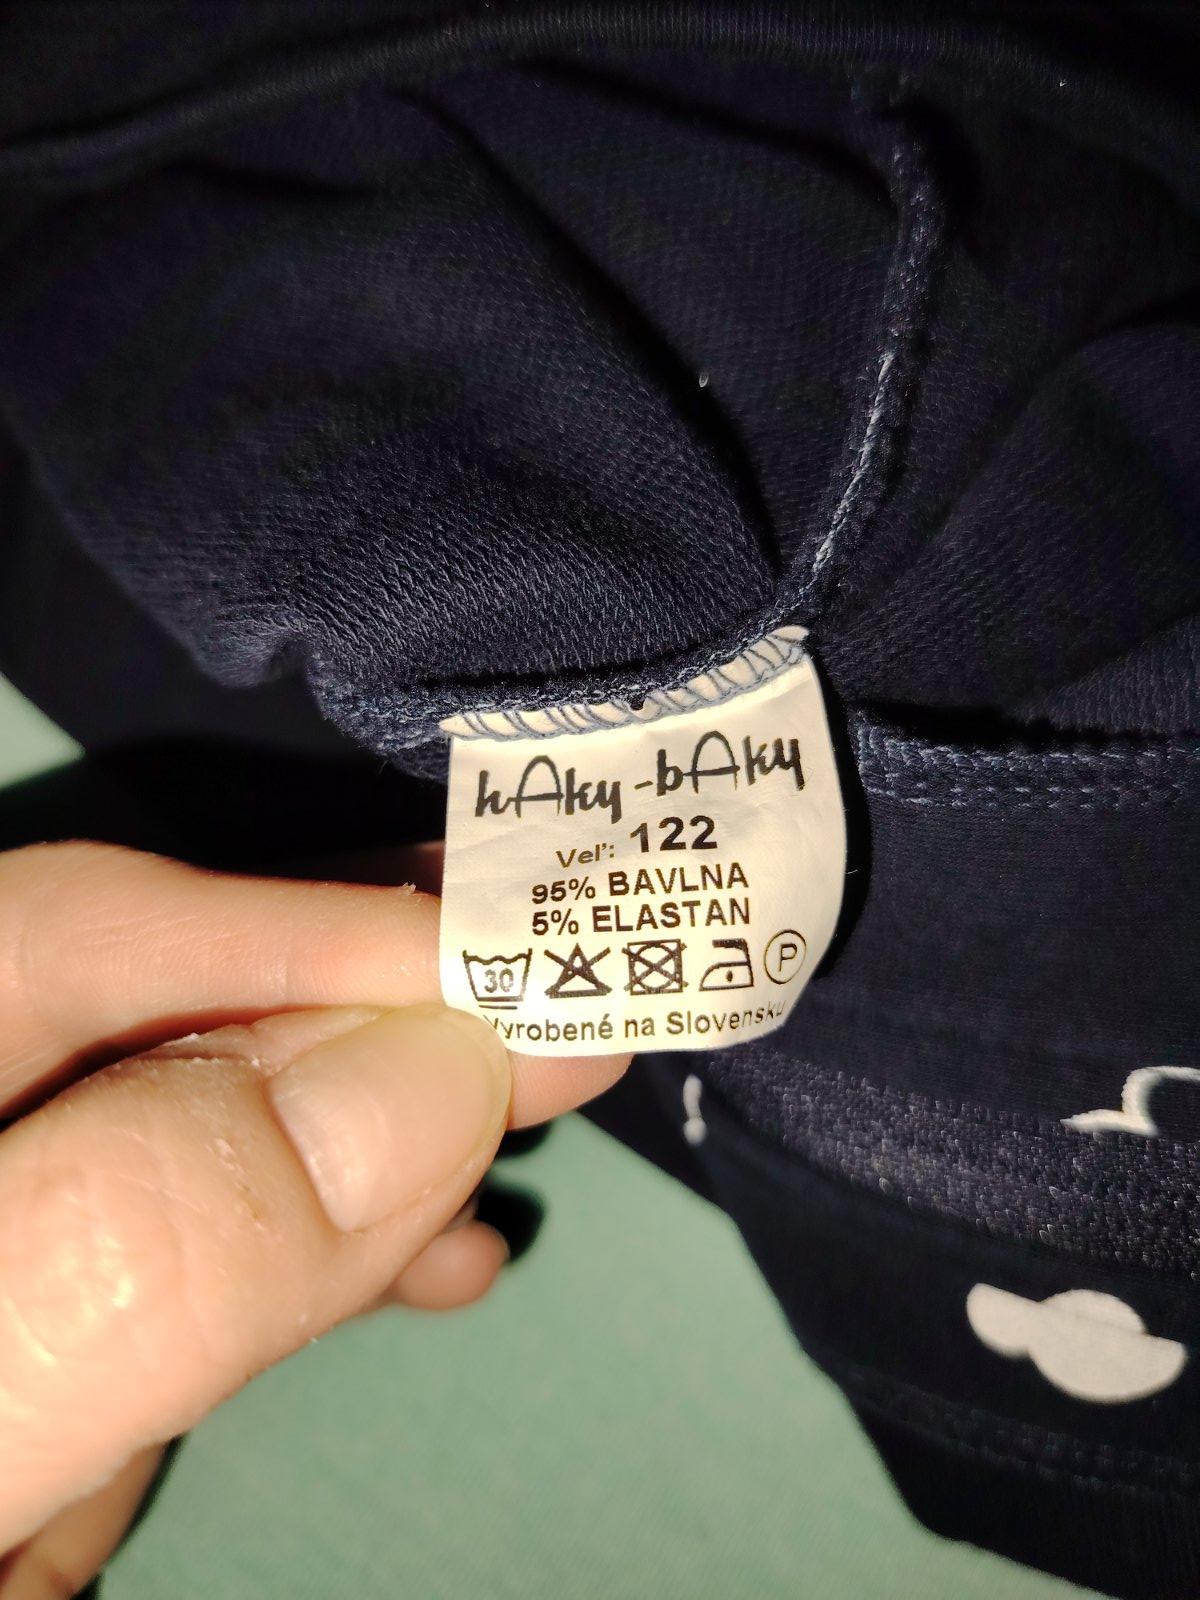 hAky-bAky
Veľ: 122
95% BAVLNA
5% ELASTAN
30 P
Vyrobené na Slovensku